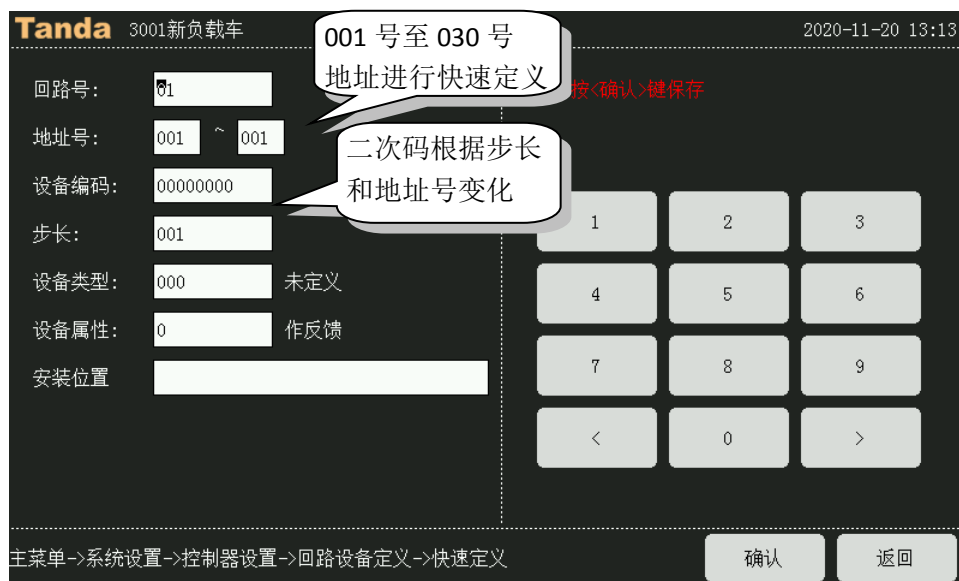 Tanda 3001新负载车 2020-11-20 13:13
001 号至 030 号
地址进行快速定义
按<确认>键保存
回路号: 01
地址号: 001 ~ 001
二次码根据步长
和地址号变化
设备编码: 00000000
步长: 001
设备类型: 000 未定义
设备属性: 0 作反馈
安装位置
1 2 3
4 5 6
7 8 9
< 0 >
主菜单->系统设置->控制器设置->回路设备定义->快速定义
确认 返回